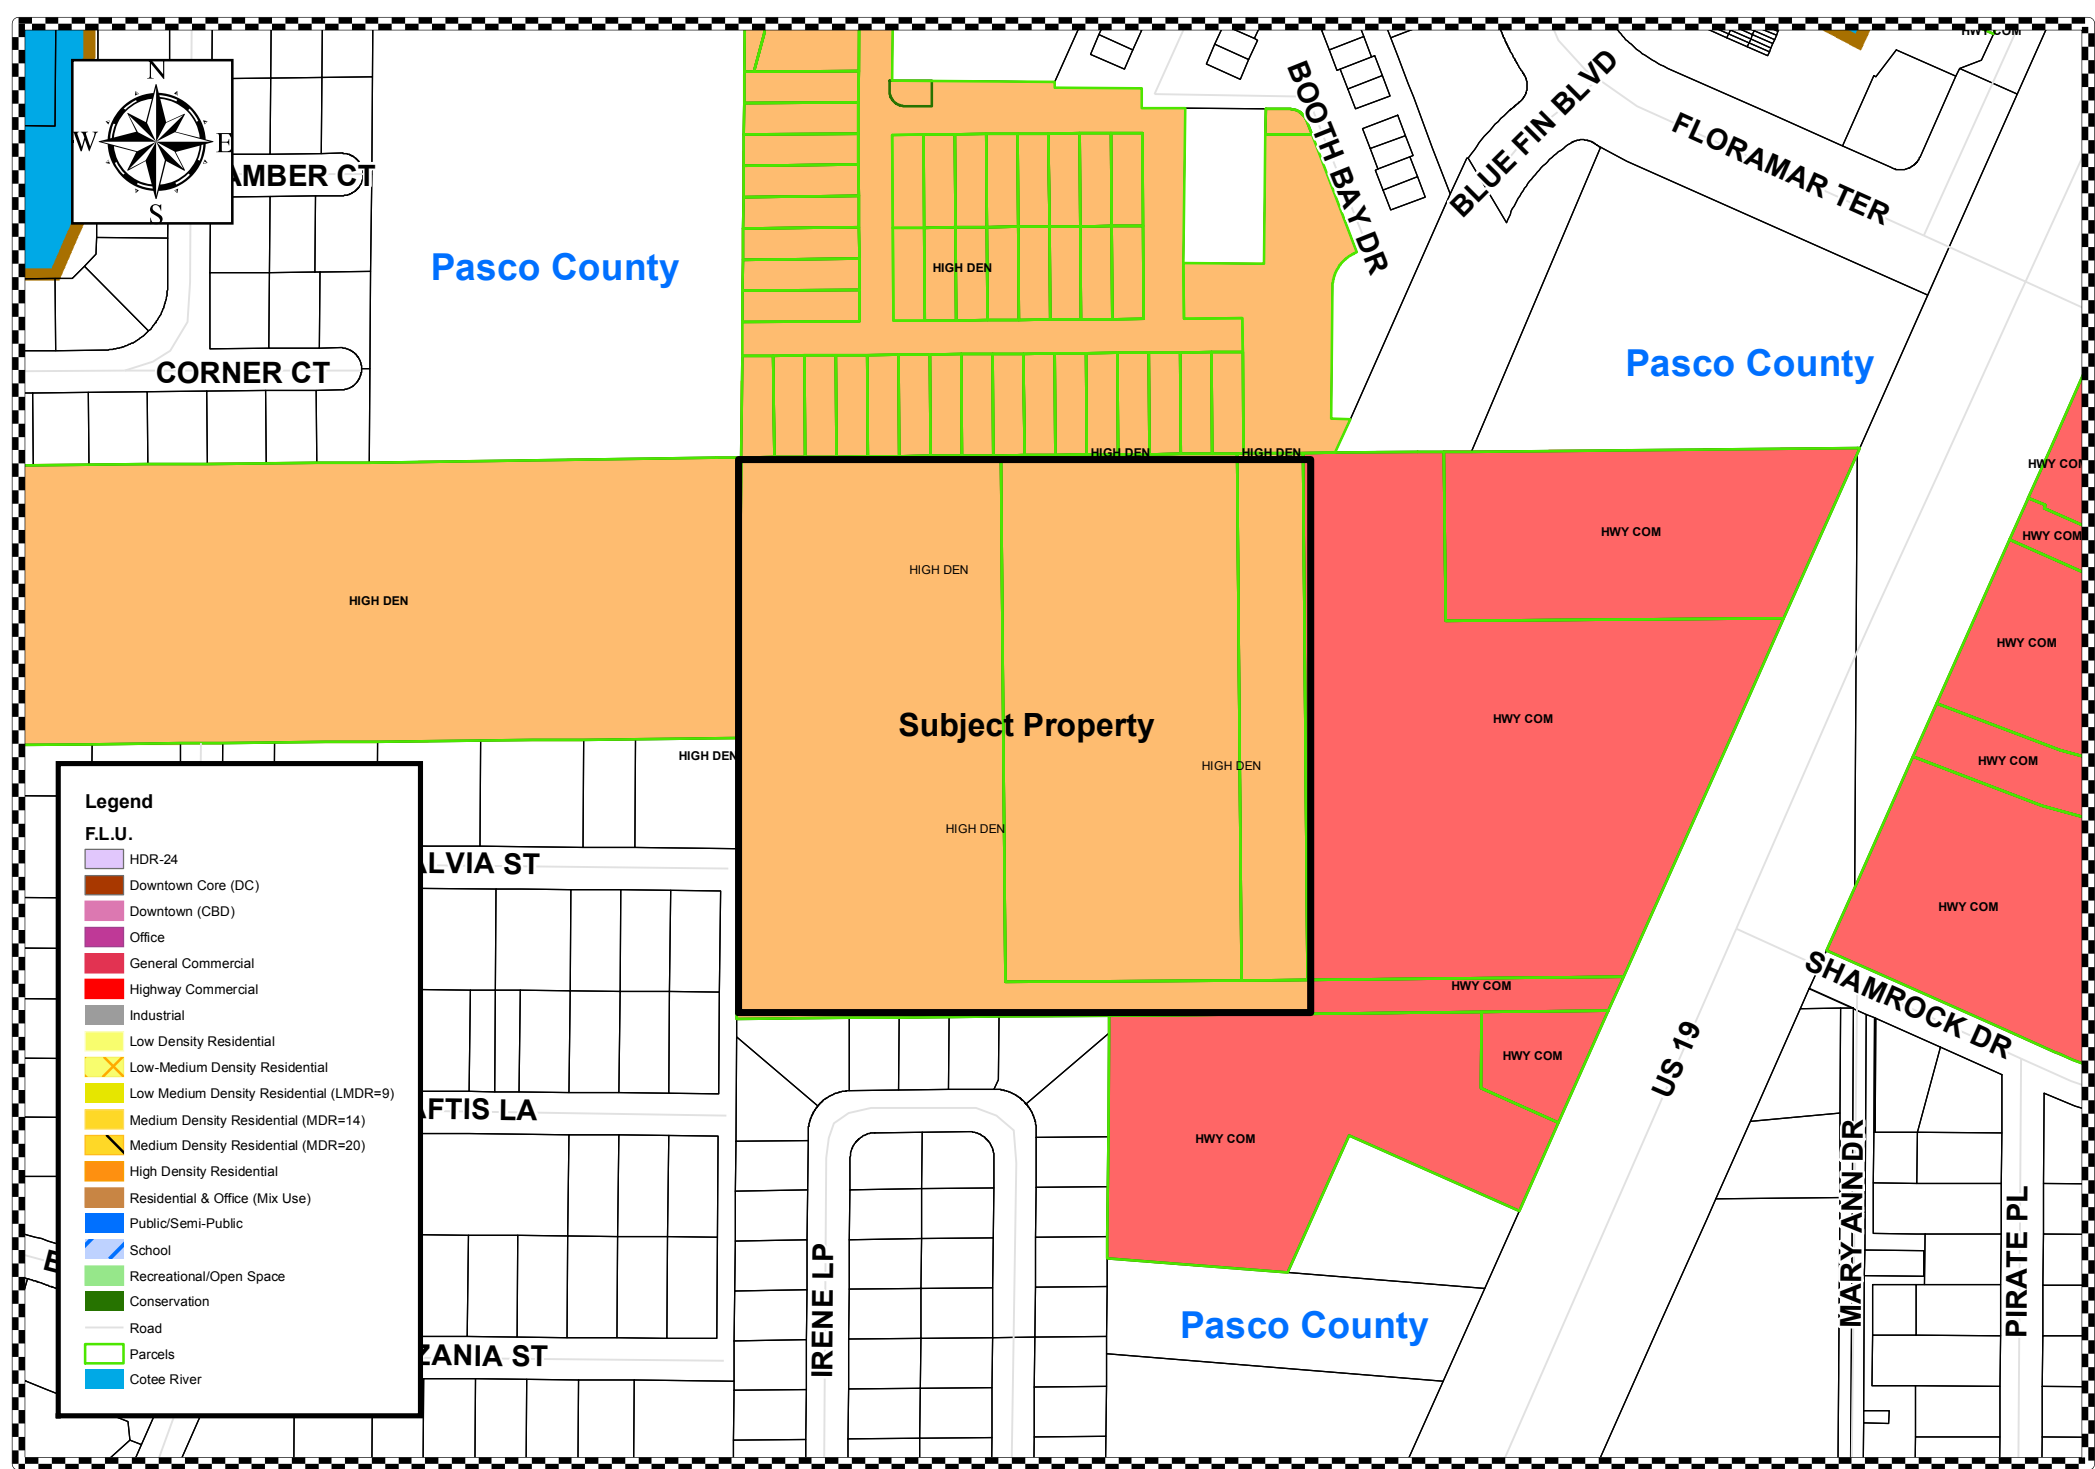 HWY COM
N
W
E
S
AMBER CT
BOOTH BAY DR
BLUE FIN BLVD
FLORAMAR TER
Pasco County
HIGH DEN
CORNER CT
Pasco County
HIGH DEN
HIGH DEN
HWY COM
HWY COM
HWY COM
HIGH DEN
HIGH DEN
HWY COM
HWY COM
Subject Property
HIGH DEN
HIGH DEN
HWY COM
HIGH DEN
HWY COM
SHAMROCK DR
HWY COM
HWY COM
US 19
HWY COM
MARY ANN DR
PIRATE PL
IRENE LP
Pasco County
ALVIA ST
AFTIS LA
ZANIA ST
E
Legend
F.L.U.
HDR-24
Downtown Core (DC)
Downtown (CBD)
Office
General Commercial
Highway Commercial
Industrial
Low Density Residential
Low-Medium Density Residential
Low Medium Density Residential (LMDR=9)
Medium Density Residential (MDR=14)
Medium Density Residential (MDR=20)
High Density Residential
Residential & Office (Mix Use)
Public/Semi-Public
School
Recreational/Open Space
Conservation
Road
Parcels
Cotee River